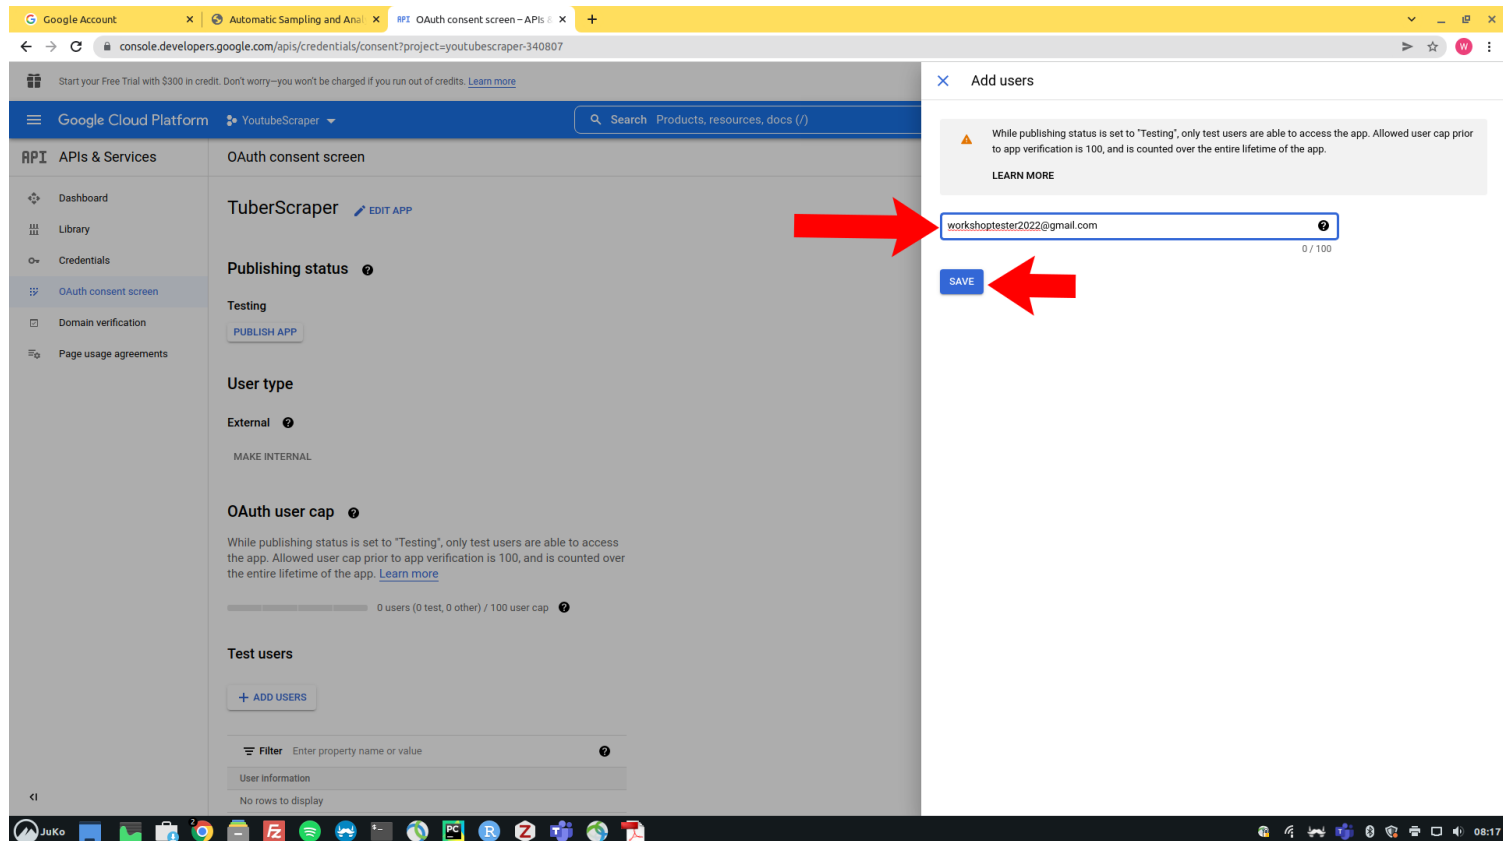 Google Account
Automatic Sampling and Anal
API OAuth consent screen – APIs &
console.developers.google.com/apis/credentials/consent?project=youtubescraper-340807
W
Start your Free Trial with $300 in credit. Don't worry—you won't be charged if you run out of credits. Learn more
Google Cloud Platform
YoutubeScraper
Search Products, resources, docs (/)
API APIs & Services
OAuth consent screen
Dashboard
Library
Credentials
OAuth consent screen
Domain verification
Page usage agreements
TuberScraper
EDIT APP
Publishing status
Testing
PUBLISH APP
User type
External
MAKE INTERNAL
OAuth user cap
While publishing status is set to "Testing", only test users are able to access
the app. Allowed user cap prior to app verification is 100, and is counted over
the entire lifetime of the app. Learn more
0 users (0 test, 0 other) / 100 user cap
Test users
+ ADD USERS
Filter Enter property name or value
User information
No rows to display
Add users
While publishing status is set to "Testing", only test users are able to access the app. Allowed user cap prior
to app verification is 100, and is counted over the entire lifetime of the app.
LEARN MORE
workshoptester2022@gmail.com
0 / 100
SAVE
JuKo
2
PC
R
Z
08:17